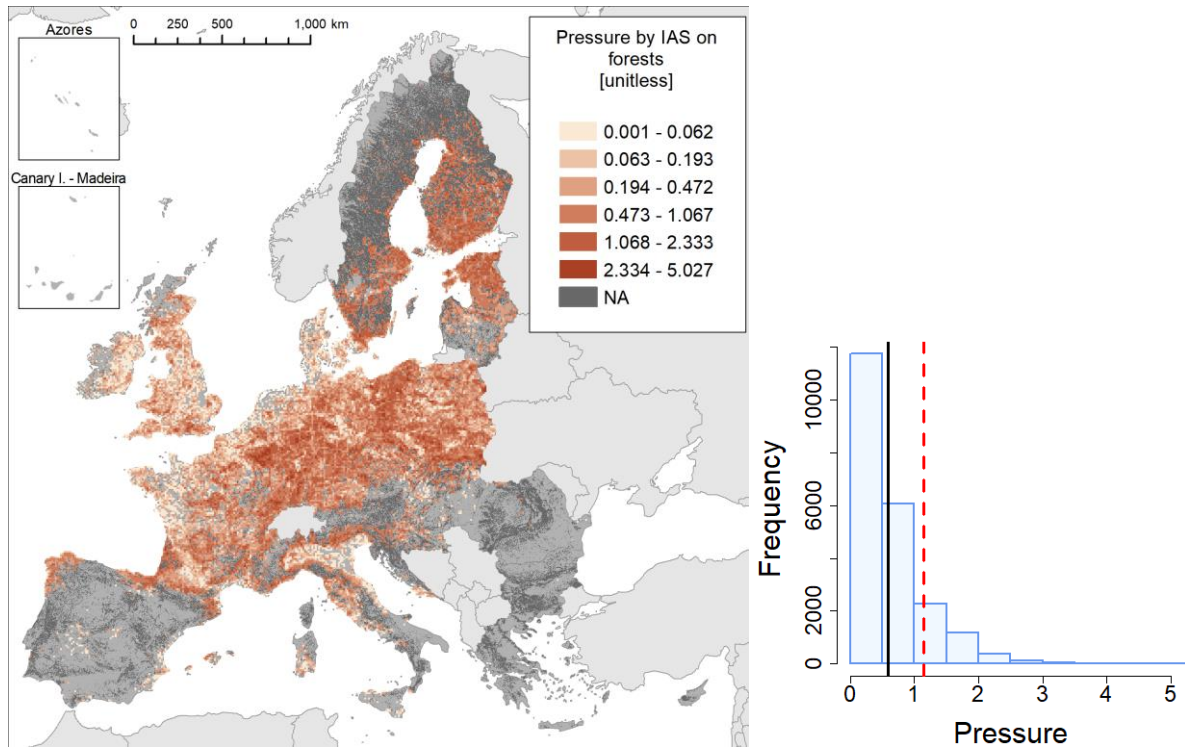 Azores
0 250 500 1,000 km
Canary I. - Madeira
Pressure by IAS on
forests
[unitless]
0.001 - 0.062
0.063 - 0.193
0.194 - 0.472
0.473 - 1.067
1.068 - 2.333
2.334 - 5.027
NA
Frequency
10000
6000
2000
0
0 1 2 3 4 5
Pressure